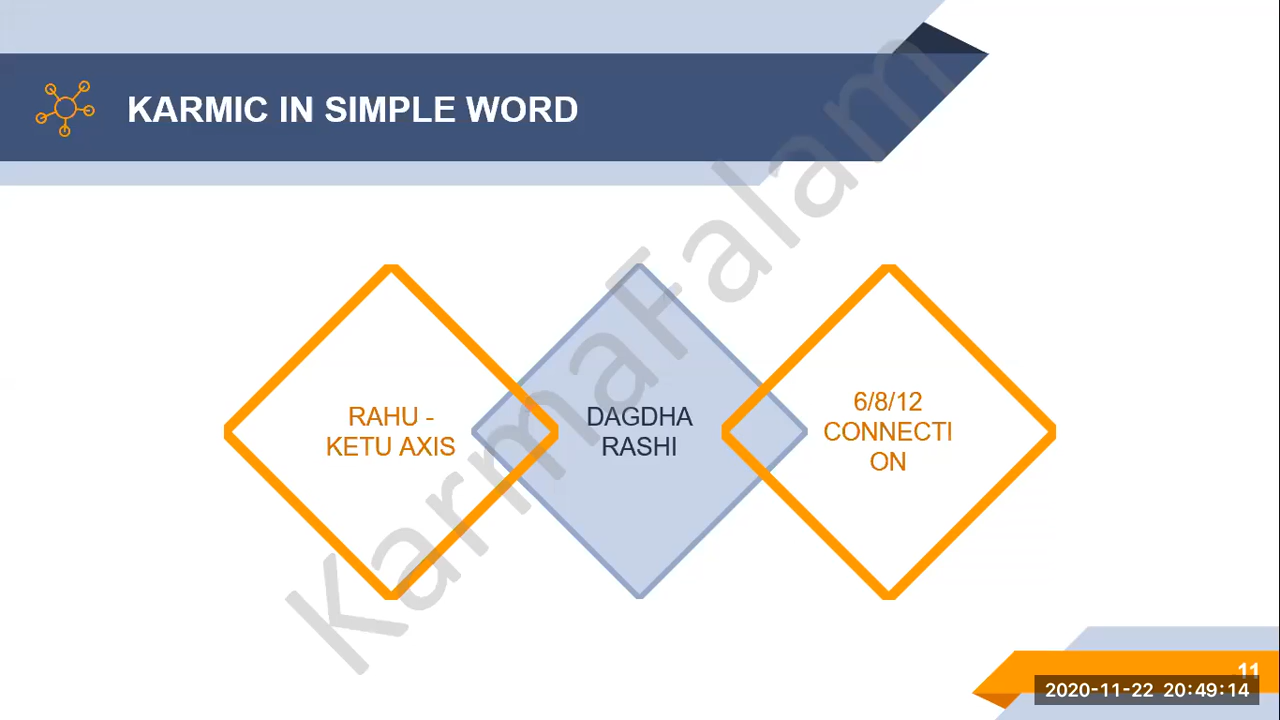 KARMIC IN SIMPLE WORD
RAHU -
KETU AXIS
DAGDHA
RASHI
6/8/12
CONNECTI
ON
KarmaFalam
11
2020-11-22 20:49:14